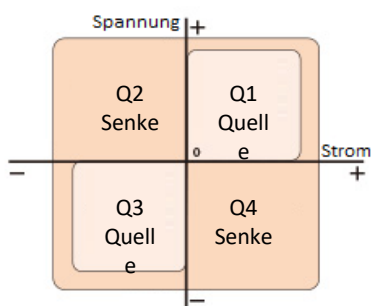 Spannung
+
Q2
Senke
Q1
Quell
e
0
Strom
−
+
Q3
Quell
e
Q4
Senke
−